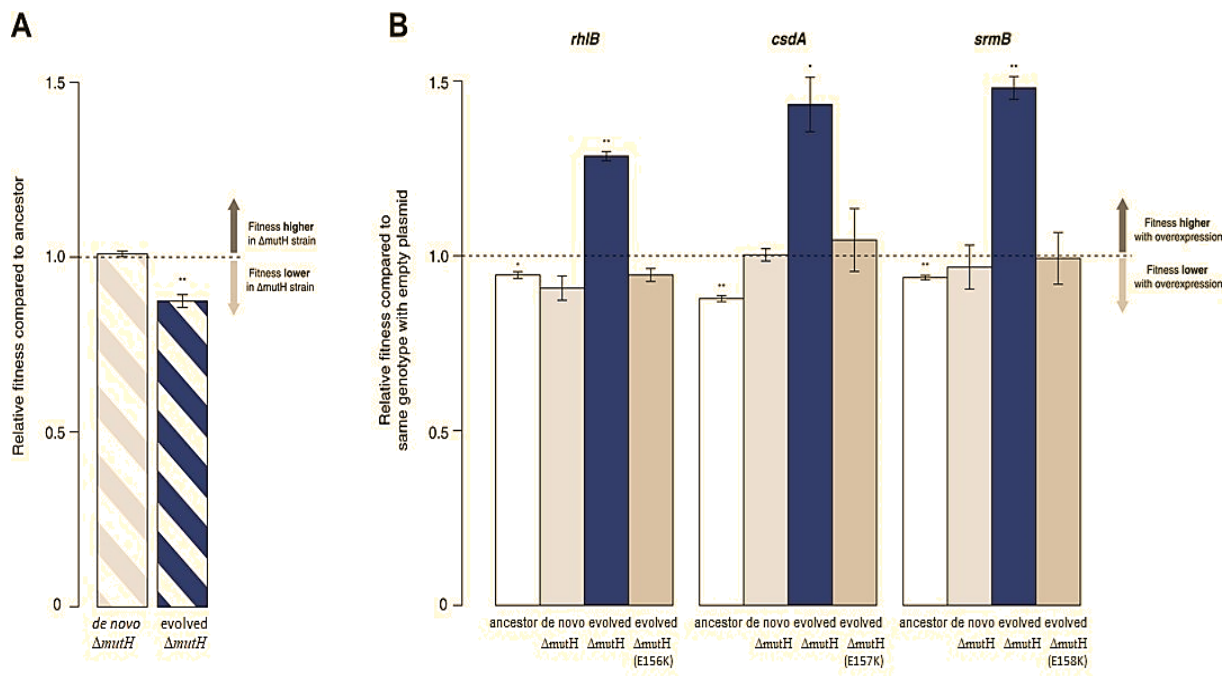 A
Relative fitness compared to ancestor
1.5
1.0
0.5
0
**
Fitness higher
in ΔmutH strain
Fitness lower
in ΔmutH strain
de novo
ΔmutH
evolved
ΔmutH
B
Relative fitness compared to
same genotype with empty plasmid
1.5
1.0
0.5
0
rhlB
csdA
srmB
*
**
**
*
**
**
Fitness higher
with overexpression
Fitness lower
with overexpression
ancestor de novo evolved evolved
ΔmutH ΔmutH ΔmutH
(E156K)
ancestor de novo evolved evolved
ΔmutH ΔmutH ΔmutH
(E157K)
ancestor de novo evolved evolved
ΔmutH ΔmutH ΔmutH
(E158K)